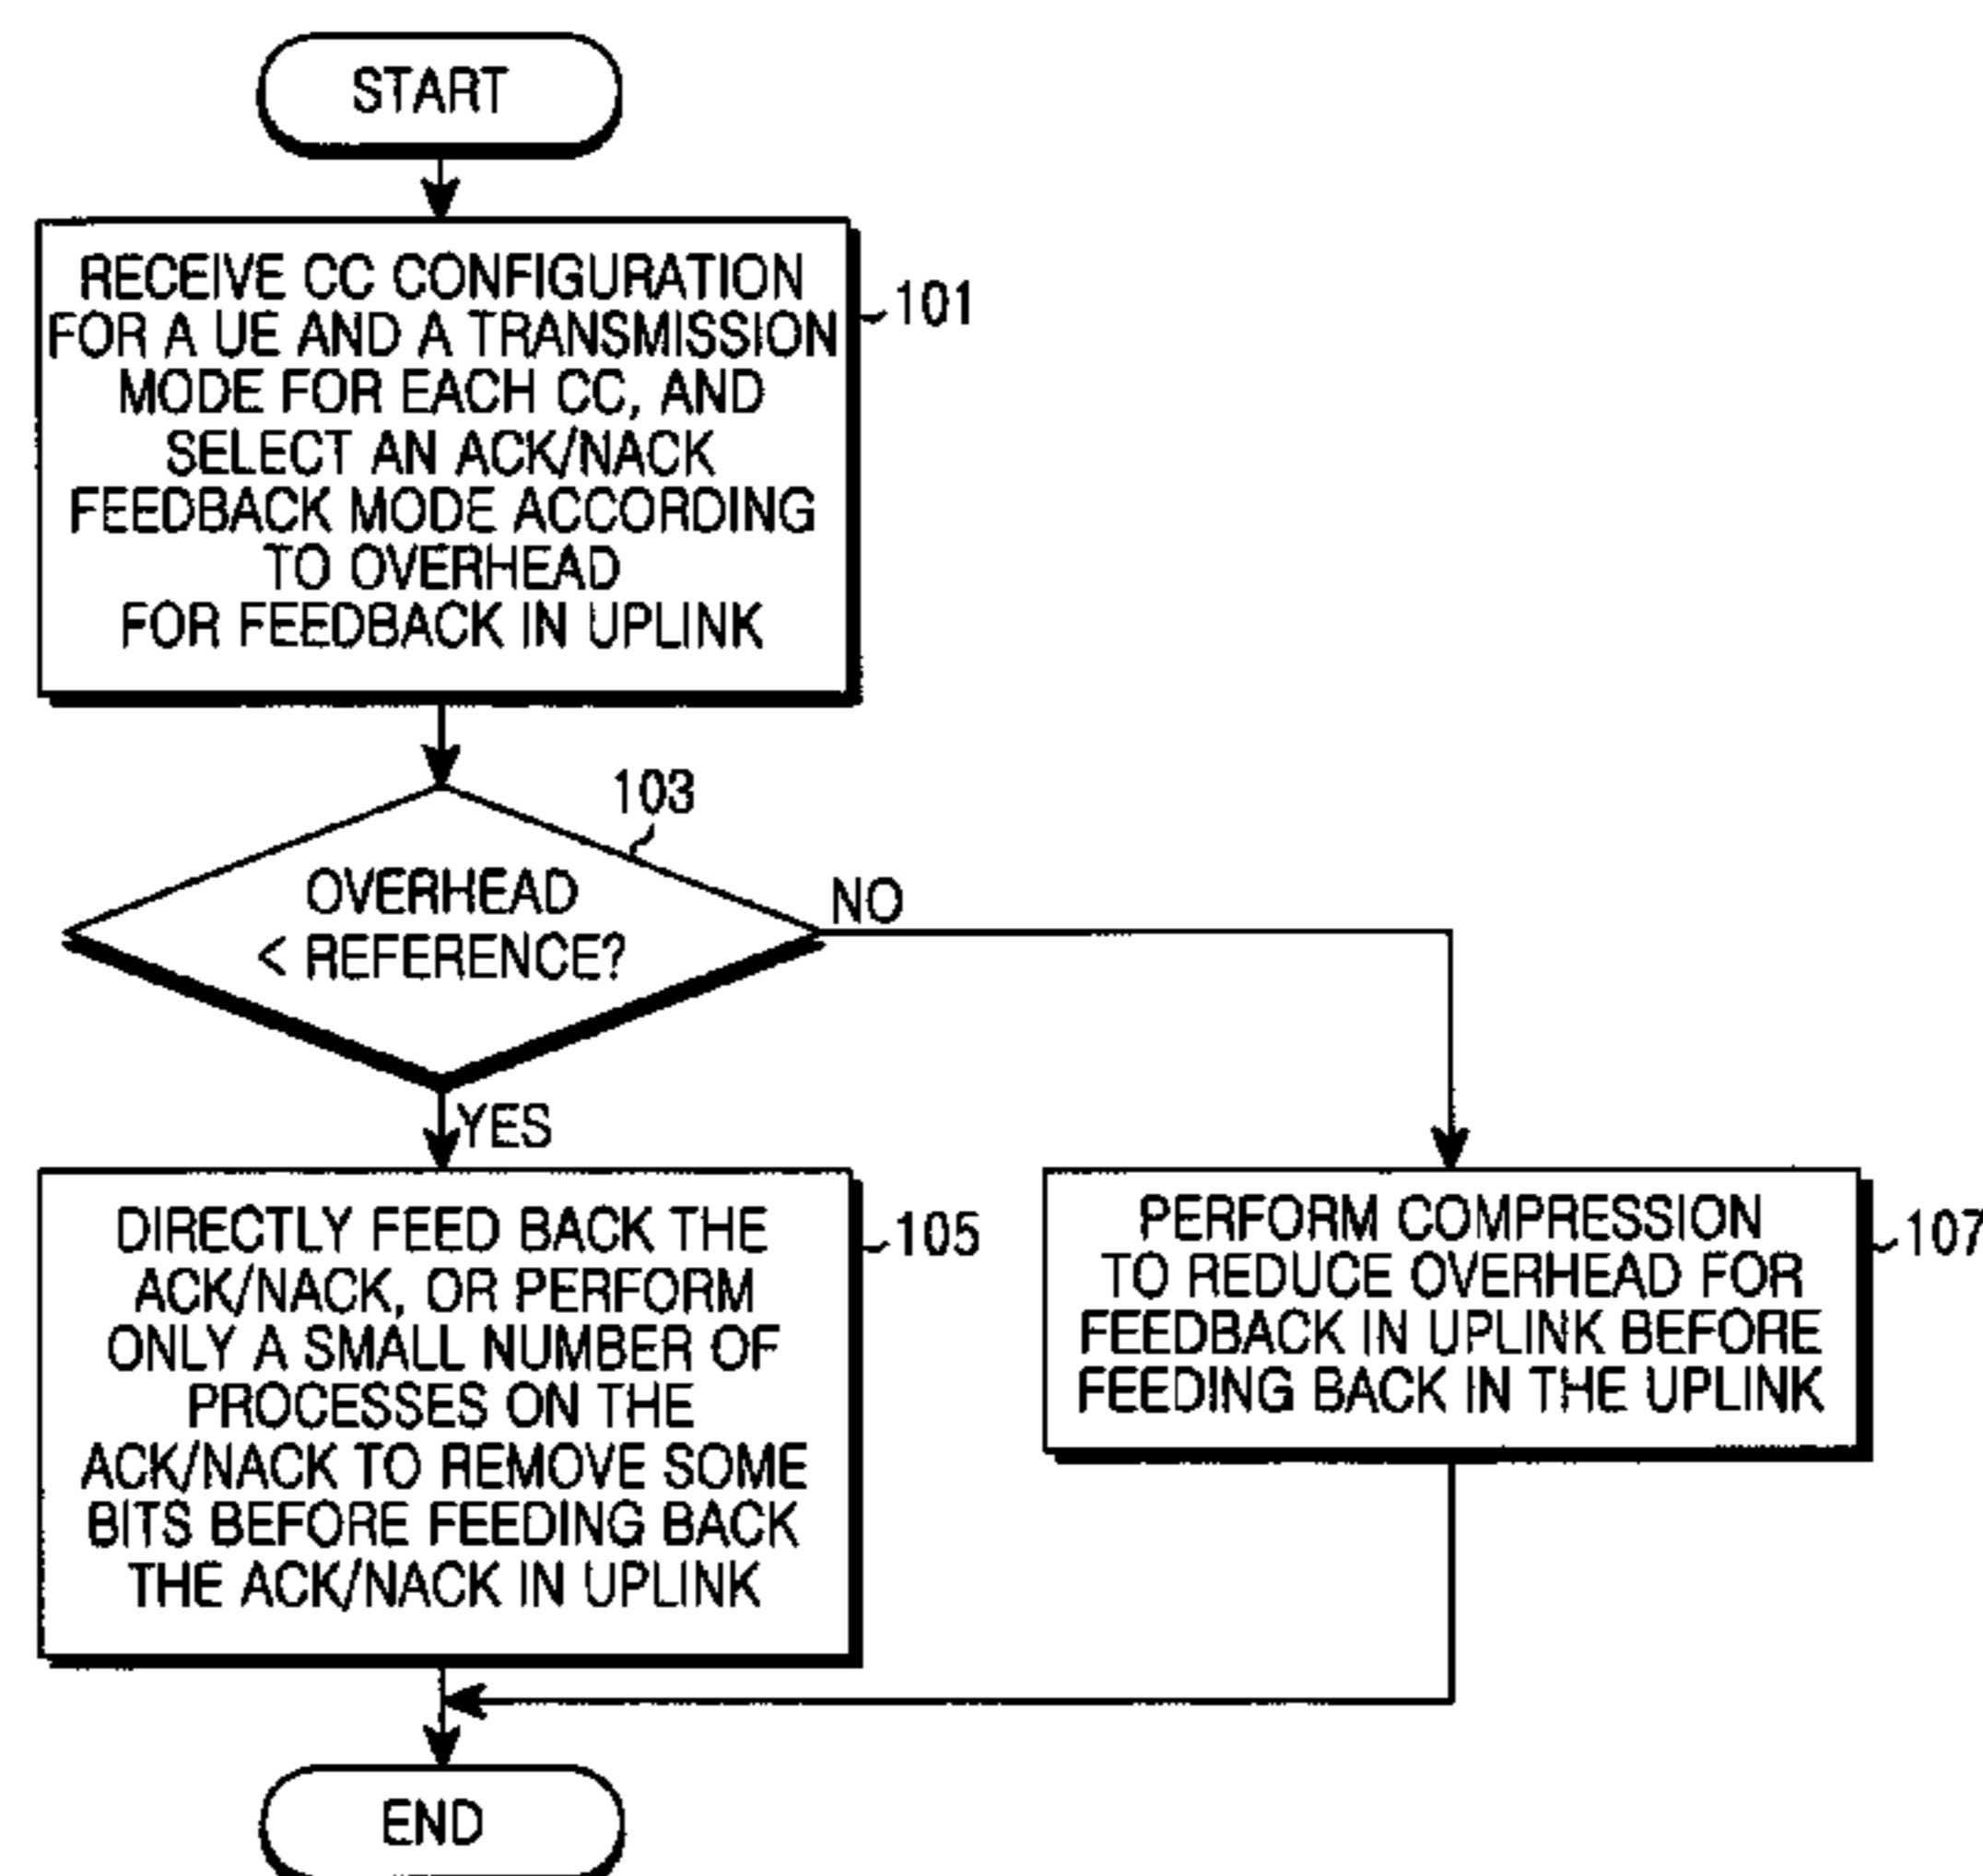 START
RECEIVE CC CONFIGURATION
FOR A UE AND A TRANSMISSION
MODE FOR EACH CC, AND
SELECT AN ACK/NACK
FEEDBACK MODE ACCORDING
TO OVERHEAD
FOR FEEDBACK IN UPLINK
101
103
OVERHEAD
< REFERENCE?
NO
YES
DIRECTLY FEED BACK THE
ACK/NACK, OR PERFORM
ONLY A SMALL NUMBER OF
PROCESSES ON THE
ACK/NACK TO REMOVE SOME
BITS BEFORE FEEDING BACK
THE ACK/NACK IN UPLINK
105
PERFORM COMPRESSION
TO REDUCE OVERHEAD FOR
FEEDBACK IN UPLINK BEFORE
FEEDING BACK IN THE UPLINK
107
END